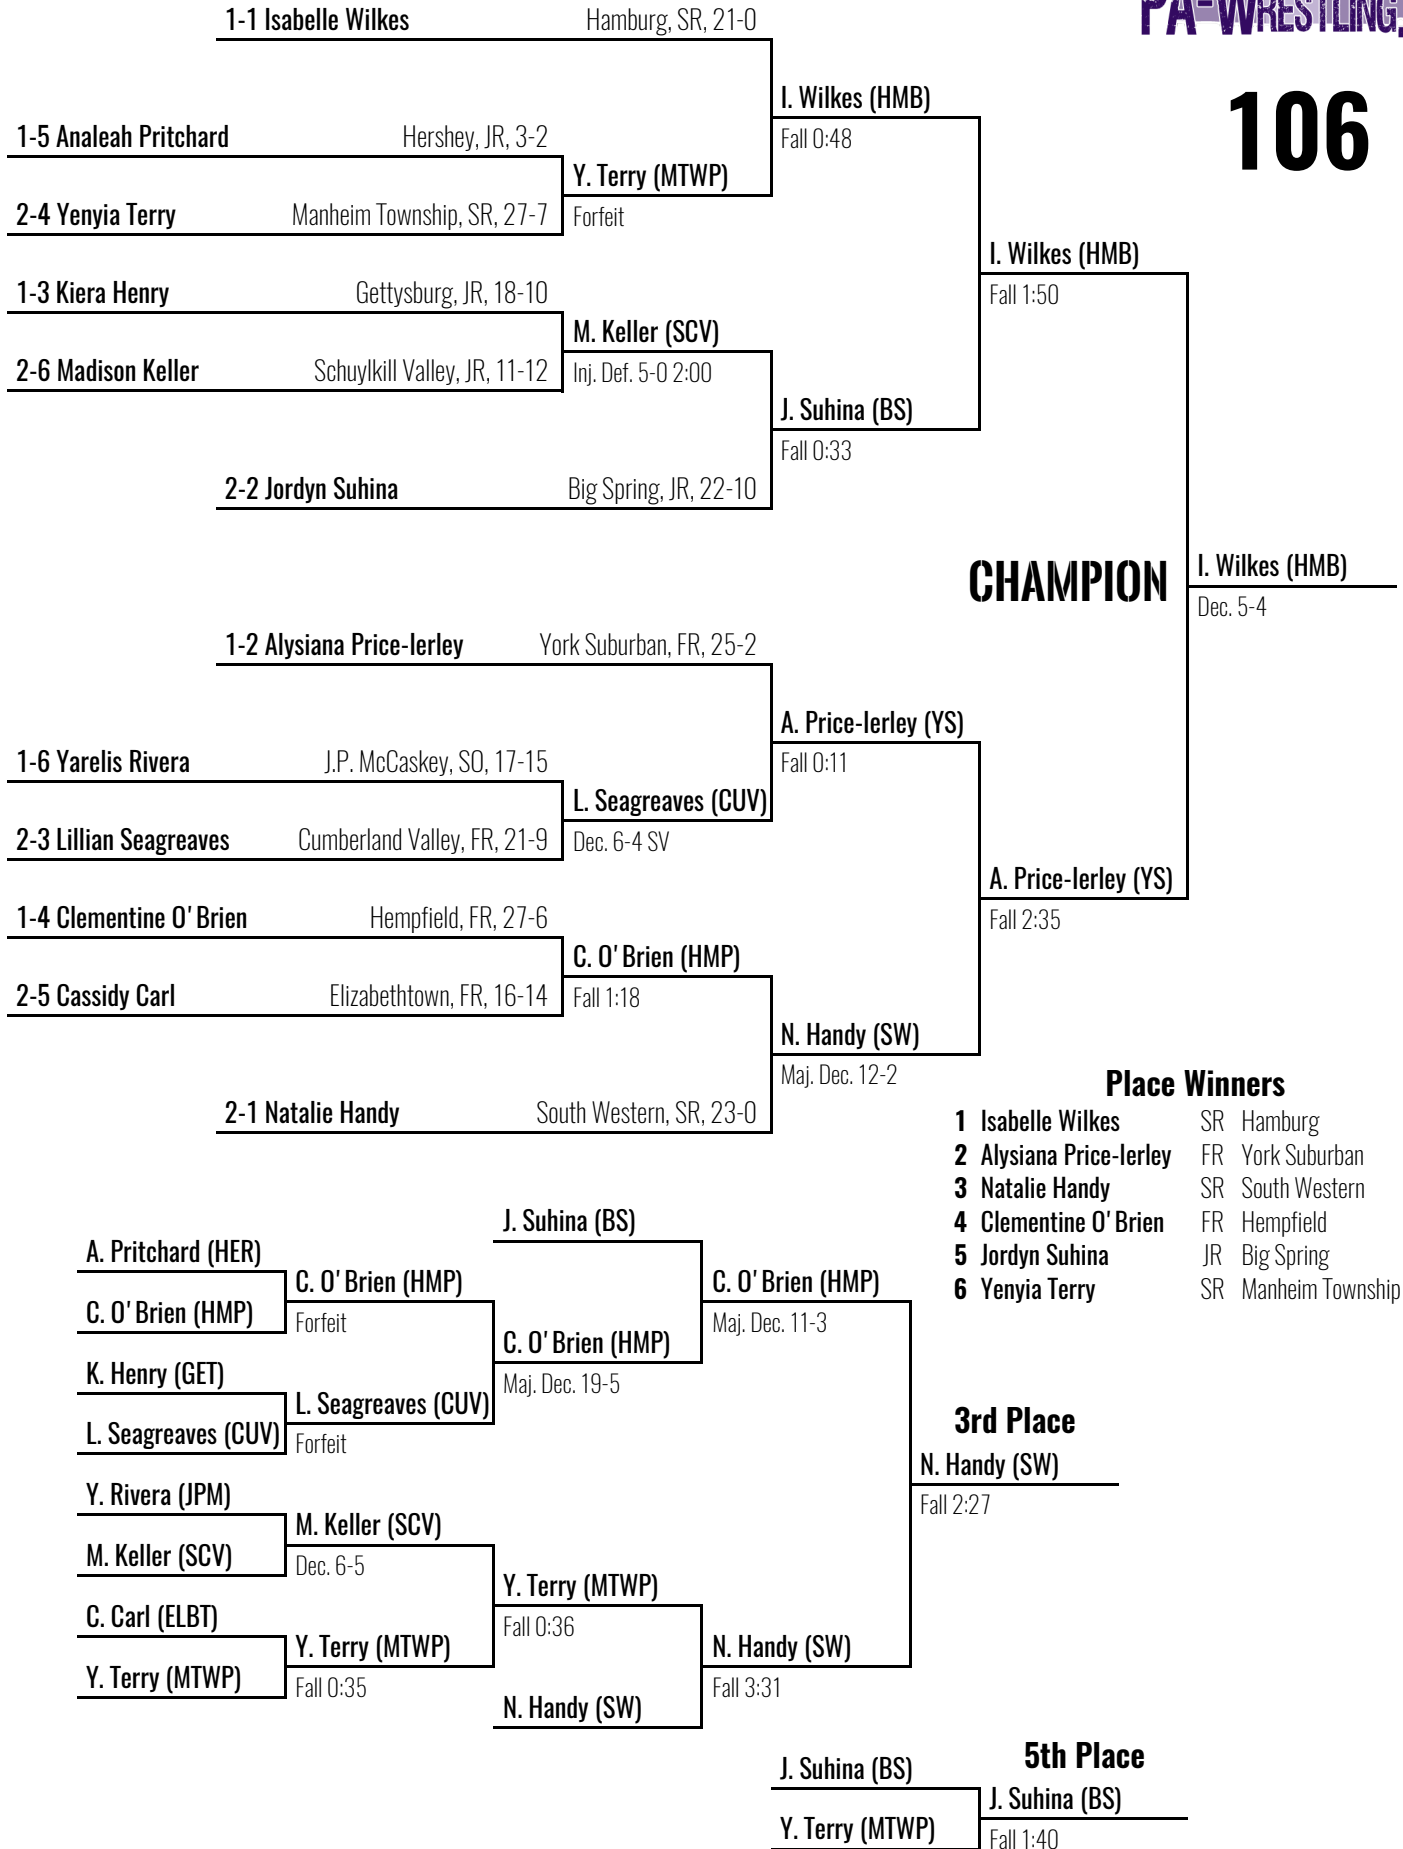 PA-WRESTLING.
106
1-1 Isabelle Wilkes Hamburg, SR, 21-0
I. Wilkes (HMB)
Fall 0:48
1-5 Analeah Pritchard Hershey, JR, 3-2
Y. Terry (MTWP)
Forfeit
2-4 Yenyia Terry Manheim Township, SR, 27-7
I. Wilkes (HMB)
Fall 1:50
1-3 Kiera Henry Gettysburg, JR, 18-10
M. Keller (SCV)
Inj. Def. 5-0 2:00
2-6 Madison Keller Schuylkill Valley, JR, 11-12
J. Suhina (BS)
Fall 0:33
2-2 Jordyn Suhina Big Spring, JR, 22-10
CHAMPION
I. Wilkes (HMB)
Dec. 5-4
1-2 Alysiana Price-Ierley York Suburban, FR, 25-2
A. Price-Ierley (YS)
Fall 0:11
1-6 Yarelis Rivera J.P. McCaskey, SO, 17-15
L. Seagreaves (CUV)
Dec. 6-4 SV
2-3 Lillian Seagreaves Cumberland Valley, FR, 21-9
A. Price-Ierley (YS)
Fall 2:35
1-4 Clementine O'Brien Hempfield, FR, 27-6
C. O'Brien (HMP)
Fall 1:18
2-5 Cassidy Carl Elizabethtown, FR, 16-14
N. Handy (SW)
Maj. Dec. 12-2
2-1 Natalie Handy South Western, SR, 23-0
Place Winners
1 Isabelle Wilkes SR Hamburg
2 Alysiana Price-Ierley FR York Suburban
3 Natalie Handy SR South Western
4 Clementine O'Brien FR Hempfield
5 Jordyn Suhina JR Big Spring
6 Yenyia Terry SR Manheim Township
J. Suhina (BS)
A. Pritchard (HER)
C. O'Brien (HMP)
Forfeit
C. O'Brien (HMP)
C. O'Brien (HMP)
Maj. Dec. 11-3
C. O'Brien (HMP)
Maj. Dec. 19-5
K. Henry (GET)
L. Seagreaves (CUV)
Forfeit
L. Seagreaves (CUV)
3rd Place
N. Handy (SW)
Fall 2:27
Y. Rivera (JPM)
M. Keller (SCV)
Dec. 6-5
M. Keller (SCV)
Y. Terry (MTWP)
Fall 0:36
C. Carl (ELBT)
Y. Terry (MTWP)
Fall 0:35
Y. Terry (MTWP)
N. Handy (SW)
Fall 3:31
N. Handy (SW)
5th Place
J. Suhina (BS)
J. Suhina (BS)
Fall 1:40
Y. Terry (MTWP)